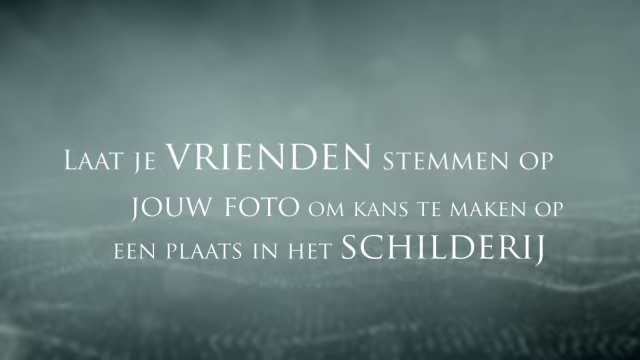 Laat je VRIENDEN stemmen op
jouw foto om kans te maken op
een plaats in het SCHILDERIJ